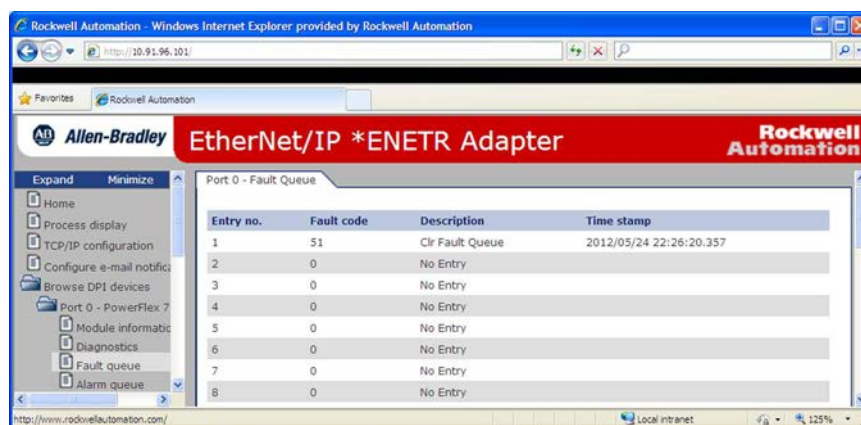 Rockwell Automation - Windows Internet Explorer provided by Rockwell Automation
http://10.91.96.101/
Favorites
Rockwell Automation
AB Allen-Bradley
EtherNet/IP *ENETR Adapter
Rockwell
Automation
Expand Minimize
Home
Process display
TCP/IP configuration
Configure e-mail notifica
Browse DPI devices
Port 0 - PowerFlex 7
Module informatic
Diagnostics
Fault queue
Alarm queue
Port 0 - Fault Queue
Entry no. Fault code Description Time stamp
1 51 Clr Fault Queue 2012/05/24 22:26:20.357
2 0 No Entry
3 0 No Entry
4 0 No Entry
5 0 No Entry
6 0 No Entry
7 0 No Entry
8 0 No Entry
http://www.rockwellautomation.com/
Local intranet
125%